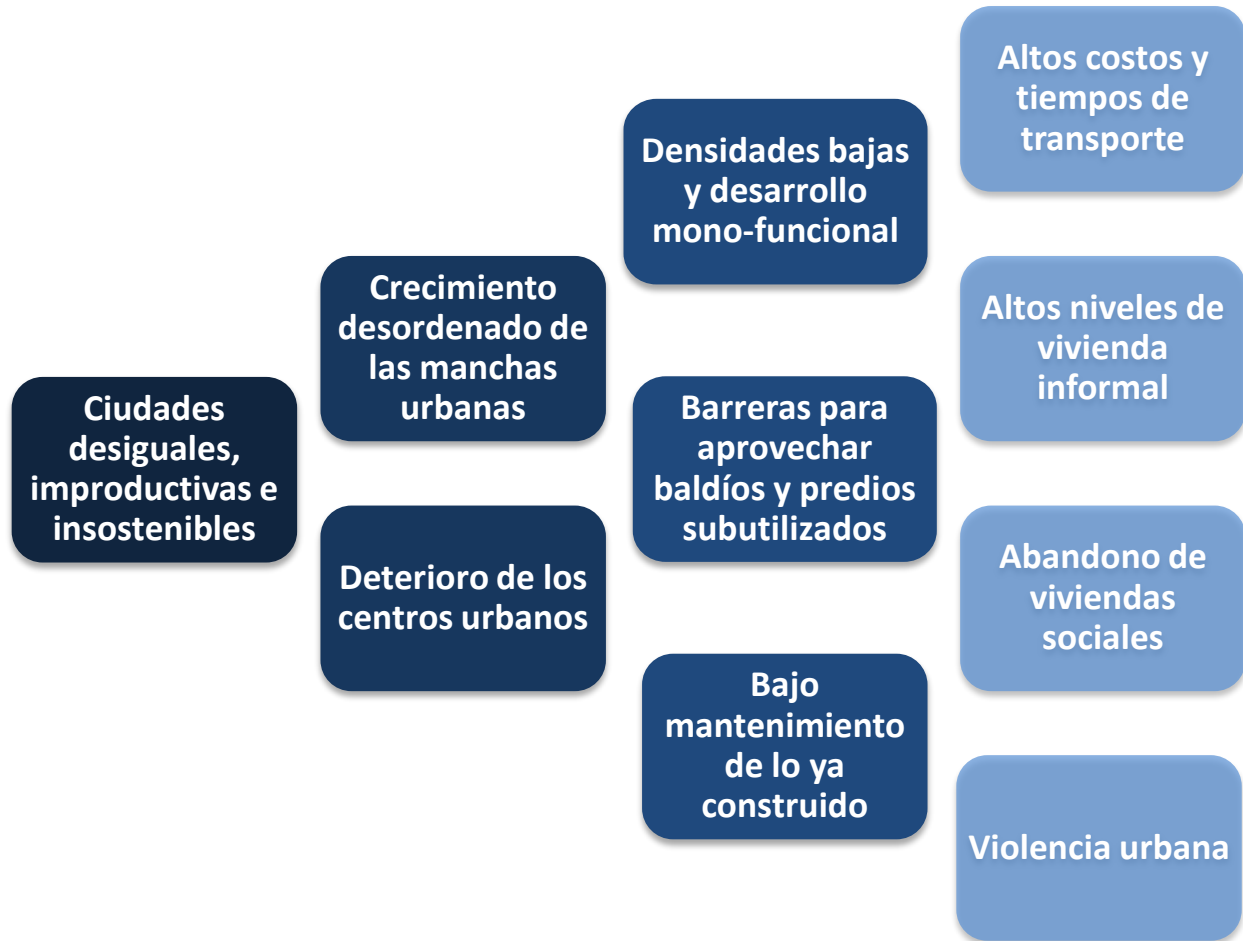 Ciudades
desiguales,
improductivas e
insostenibles
Crecimiento
desordenado de
las manchas
urbanas
Deterioro de los
centros urbanos
Densidades bajas
y desarrollo
mono-funcional
Barreras para
aprovechar
baldíos y predios
subutilizados
Bajo
mantenimiento
de lo ya
construido
Altos costos y
tiempos de
transporte
Altos niveles de
vivienda
informal
Abandono de
viviendas
sociales
Violencia urbana